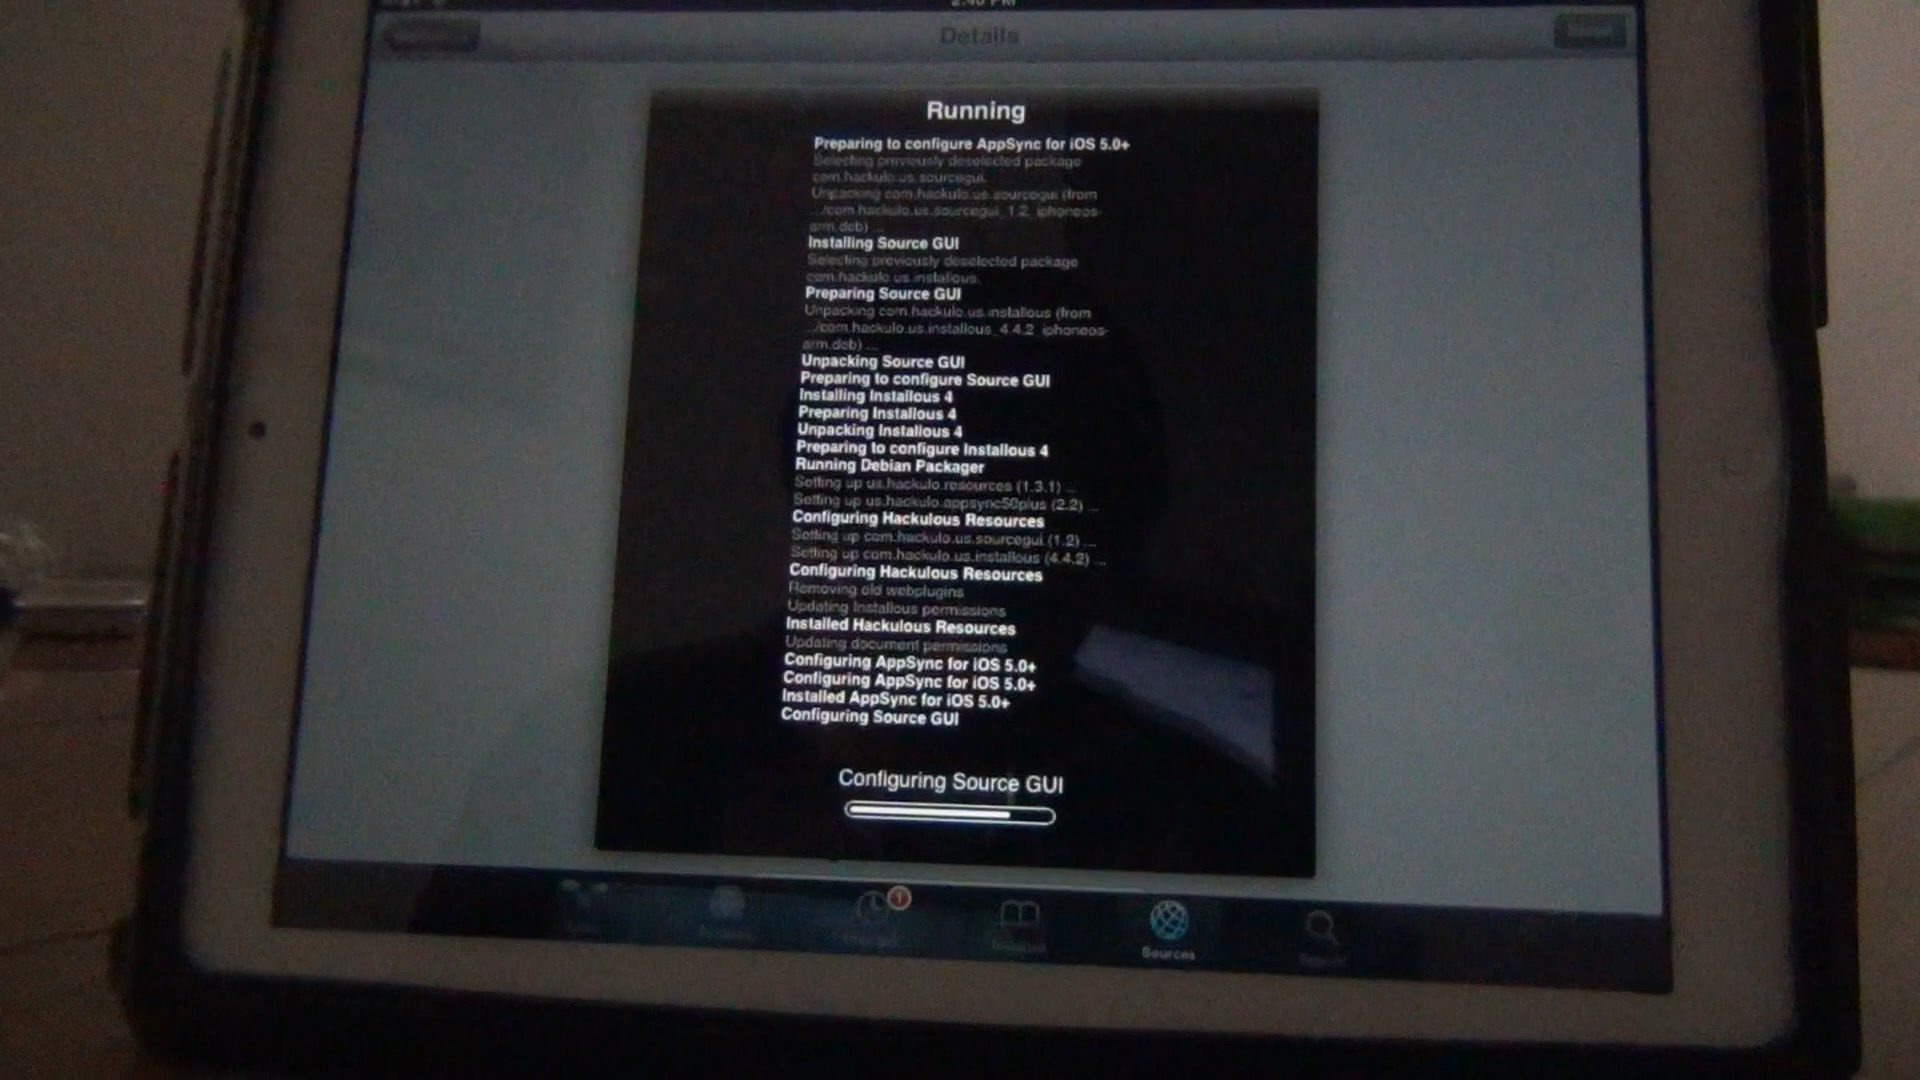 Details
Running
Preparing to configure AppSync for iOS 5.0+
Selecting previously deselected package
com.hackulo.us.sourcegui.
Unpacking com.hackulo.us.sourcegui (from
.../com.hackulo.us.sourcegui_1.2_iphoneos-
arm.deb) ...
Installing Source GUI
Selecting previously deselected package
com.hackulo.us.installous.
Preparing Source GUI
Unpacking com.hackulo.us.installous (from
.../com.hackulo.us.installous_4.4.2_iphoneos-
arm.deb) ...
Unpacking Source GUI
Preparing to configure Source GUI
Installing Installous 4
Preparing Installous 4
Unpacking Installous 4
Preparing to configure Installous 4
Running Debian Packager
Setting up us.hackulo.resources (1.3.1) ...
Setting up us.hackulo.appsync50plus (2.2) ...
Configuring Hackulous Resources
Setting up com.hackulo.us.sourcegui (1.2) ...
Setting up com.hackulo.us.installous (4.4.2) ...
Configuring Hackulous Resources
Removing old webplugins
Updating Installous permissions
Installed Hackulous Resources
Updating document permissions
Configuring AppSync for iOS 5.0+
Configuring AppSync for iOS 5.0+
Installed AppSync for iOS 5.0+
Configuring Source GUI
Configuring Source GUI
1
Sources